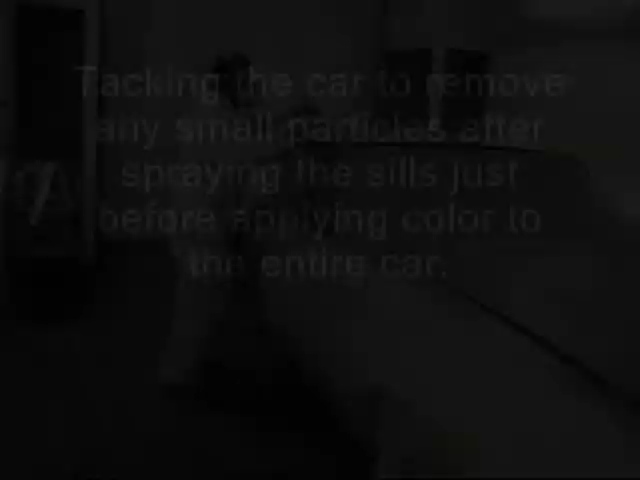 Tacking the car to remove
any small particles after
spraying the sills just
before applying color to
the entire car.